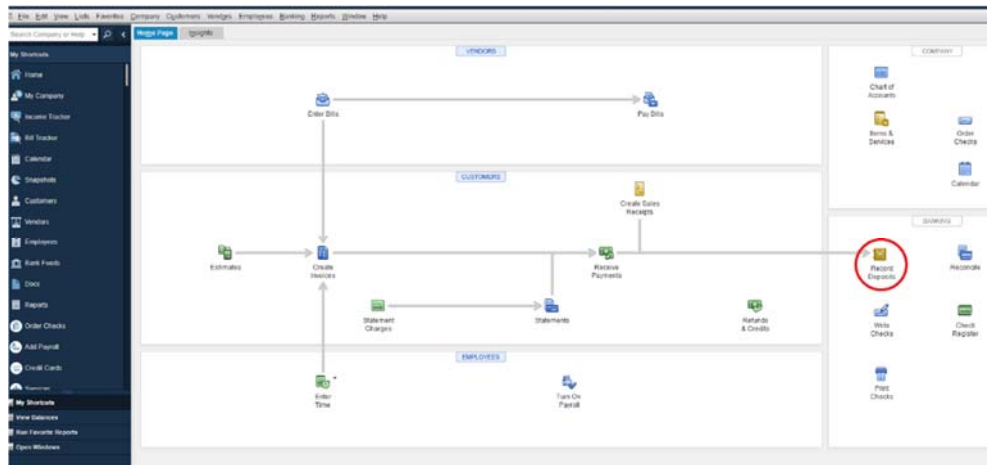 File Edit View Lists Favorites Company Customers Vendors Employees Banking Reports Window Help
Search Company or Help
Home Page Insights
My Shortcuts
Home
My Company
Income Tracker
Bill Tracker
Calendar
Snapshots
Customers
Vendors
Employees
Bank Feeds
Docs
Reports
Order Checks
Add Payroll
Credit Cards
Services
My Shortcuts
View Balances
Run Favorite Reports
Open Windows
VENDORS
Enter Bills
Pay Bills
CUSTOMERS
Create Sales
Receipts
Estimates
Create
Invoices
Receive
Payments
Statement
Charges
Statements
Refunds
& Credits
EMPLOYEES
Enter
Time
Turn On
Payroll
COMPANY
Chart of
Accounts
Items &
Services
Order
Checks
Calendar
BANKING
Record
Deposits
Reconcile
Write
Checks
Check
Register
Print
Checks